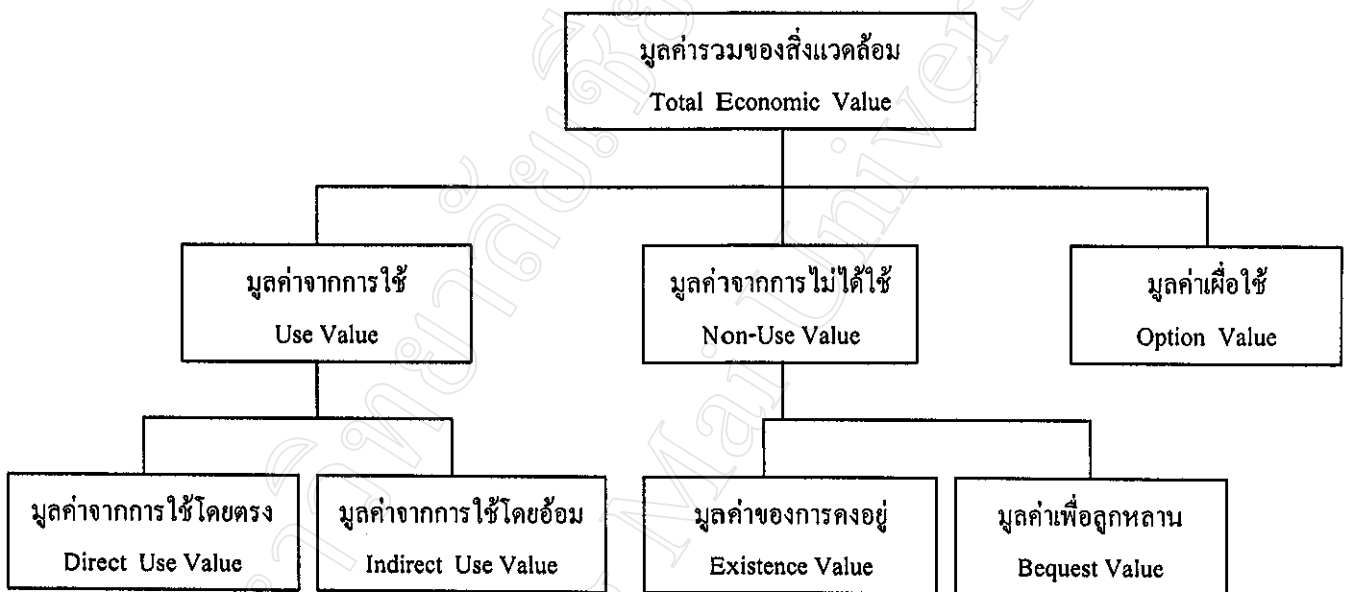 มูลค่ารวมของสิ่งแวดล้อม
Total Economic Value
มูลค่าจากการใช้
Use Value
มูลค่าจากการไม่ได้ใช้
Non-Use Value
มูลค่าเผื่อใช้
Option Value
มูลค่าจากการใช้โดยตรง
Direct Use Value
มูลค่าจากการใช้โดยอ้อม
Indirect Use Value
มูลค่าของการคงอยู่
Existence Value
มูลค่าเพื่อลูกหลาน
Bequest Value